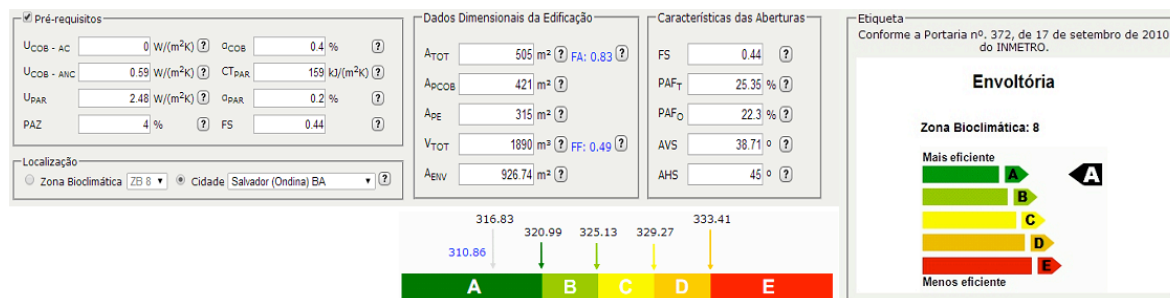 Pré-requisitos
UCOB - AC 0 W/(m²K) ? αCOB 0.4 % ?
UCOB - ANC 0.59 W/(m²K) ? CTPAR 159 kJ/(m²K) ?
UPAR 2.48 W/(m²K) ? αPAR 0.2 % ?
PAZ 4 % ? FS 0.44 ?
Localização
Zona Bioclimática ZB 8 Cidade Salvador (Ondina) BA ?
Dados Dimensionais da Edificação
ATOT 505 m² ? FA: 0.83 ?
APCOB 421 m² ?
APE 315 m² ?
VTOT 1890 m³ ? FF: 0.49 ?
AENV 926.74 m² ?
Características das Aberturas
FS 0.44 ?
PAFT 25.35 % ?
PAFO 22.3 % ?
AVS 38.71 º ?
AHS 45 º ?
316.83 333.41
320.99 325.13 329.27
310.86
A B C D E
Etiqueta
Conforme a Portaria nº. 372, de 17 de setembro de 2010
do INMETRO.
Envoltória
Zona Bioclimática: 8
Mais eficiente
A A
B
C
D
E
Menos eficiente